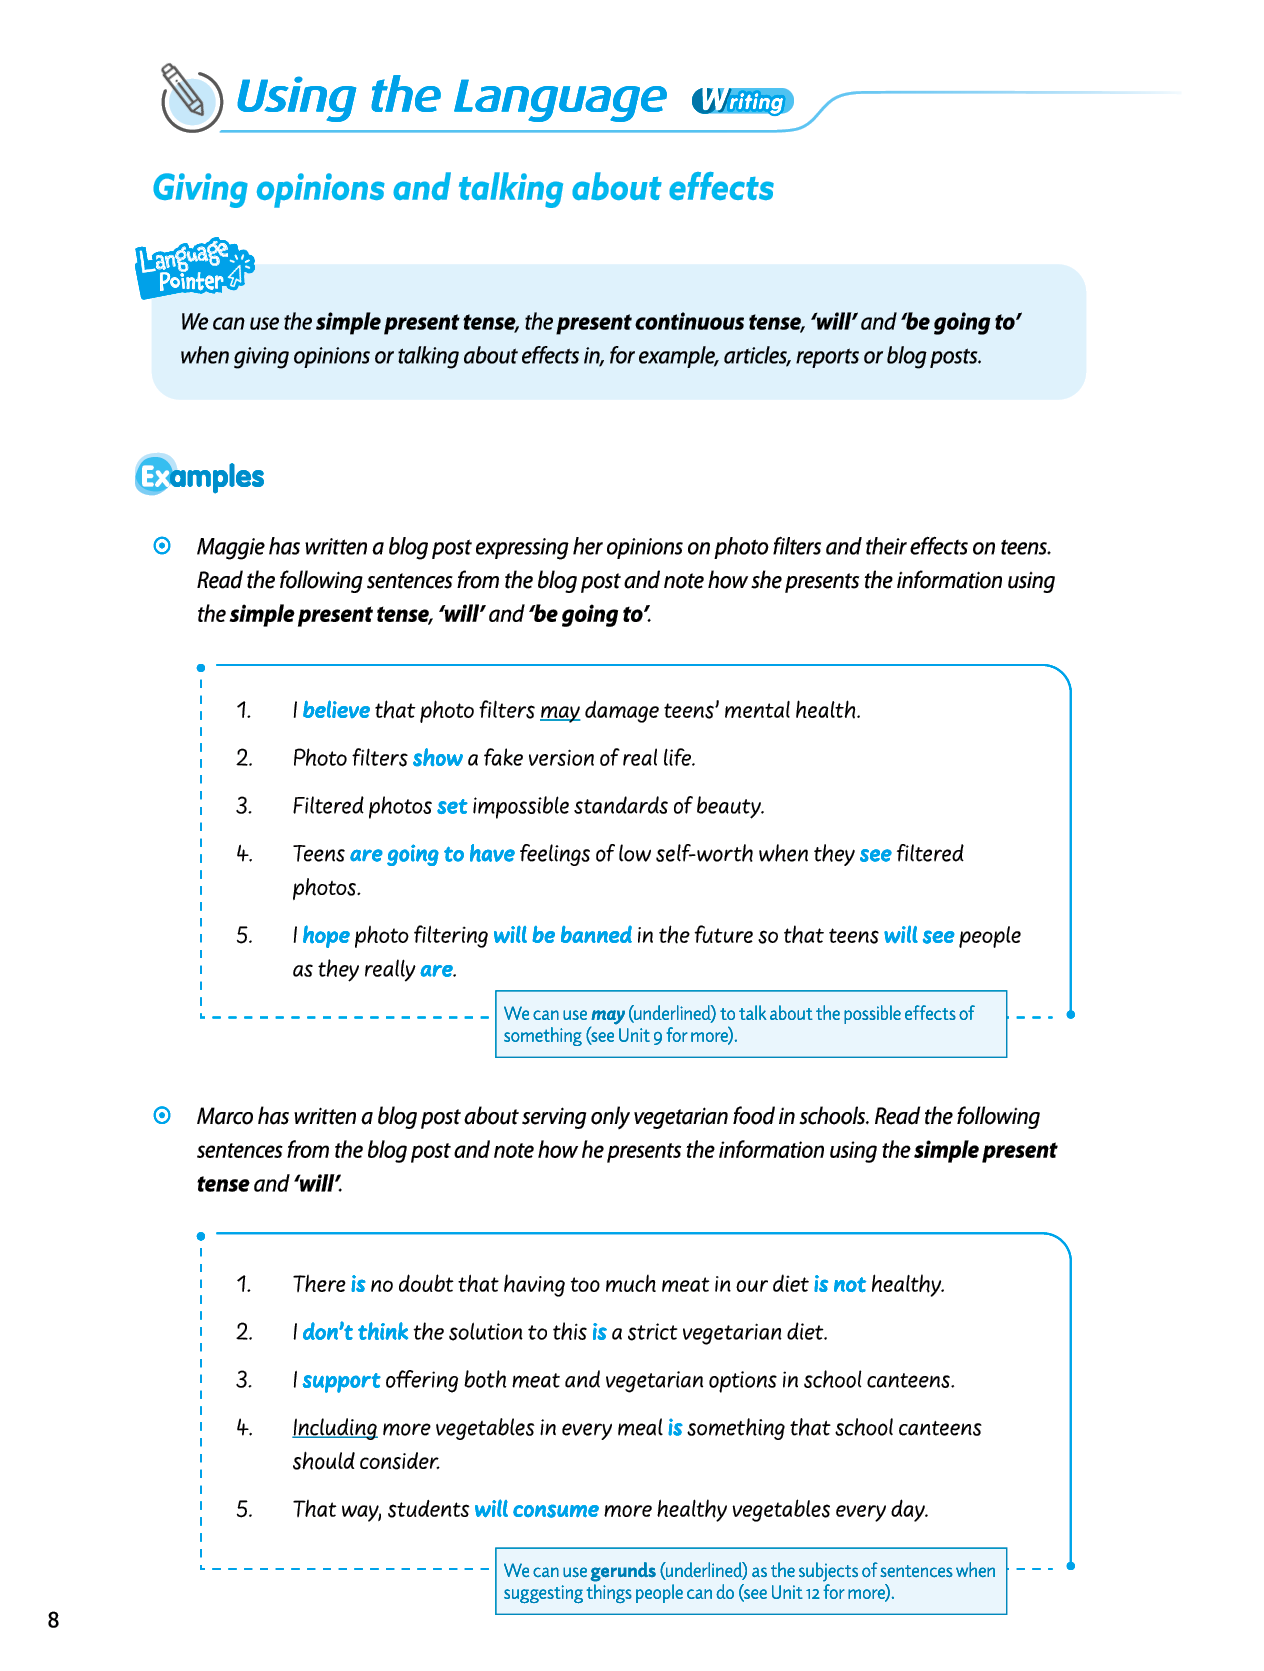 Using the Language Writing
Giving opinions and talking about effects
Language
Pointer
We can use the simple present tense, the present continuous tense, ‘will’ and ‘be going to’
when giving opinions or talking about effects in, for example, articles, reports or blog posts.
Examples
Maggie has written a blog post expressing her opinions on photo filters and their effects on teens.
Read the following sentences from the blog post and note how she presents the information using
the simple present tense, ‘will’ and ‘be going to’.
1. I believe that photo filters may damage teens’ mental health.
2. Photo filters show a fake version of real life.
3. Filtered photos set impossible standards of beauty.
4. Teens are going to have feelings of low self-worth when they see filtered
photos.
5. I hope photo filtering will be banned in the future so that teens will see people
as they really are.
We can use may (underlined) to talk about the possible effects of
something (see Unit 9 for more).
Marco has written a blog post about serving only vegetarian food in schools. Read the following
sentences from the blog post and note how he presents the information using the simple present
tense and ‘will’.
1. There is no doubt that having too much meat in our diet is not healthy.
2. I don’t think the solution to this is a strict vegetarian diet.
3. I support offering both meat and vegetarian options in school canteens.
4. Including more vegetables in every meal is something that school canteens
should consider.
5. That way, students will consume more healthy vegetables every day.
We can use gerunds (underlined) as the subjects of sentences when
suggesting things people can do (see Unit 12 for more).
8